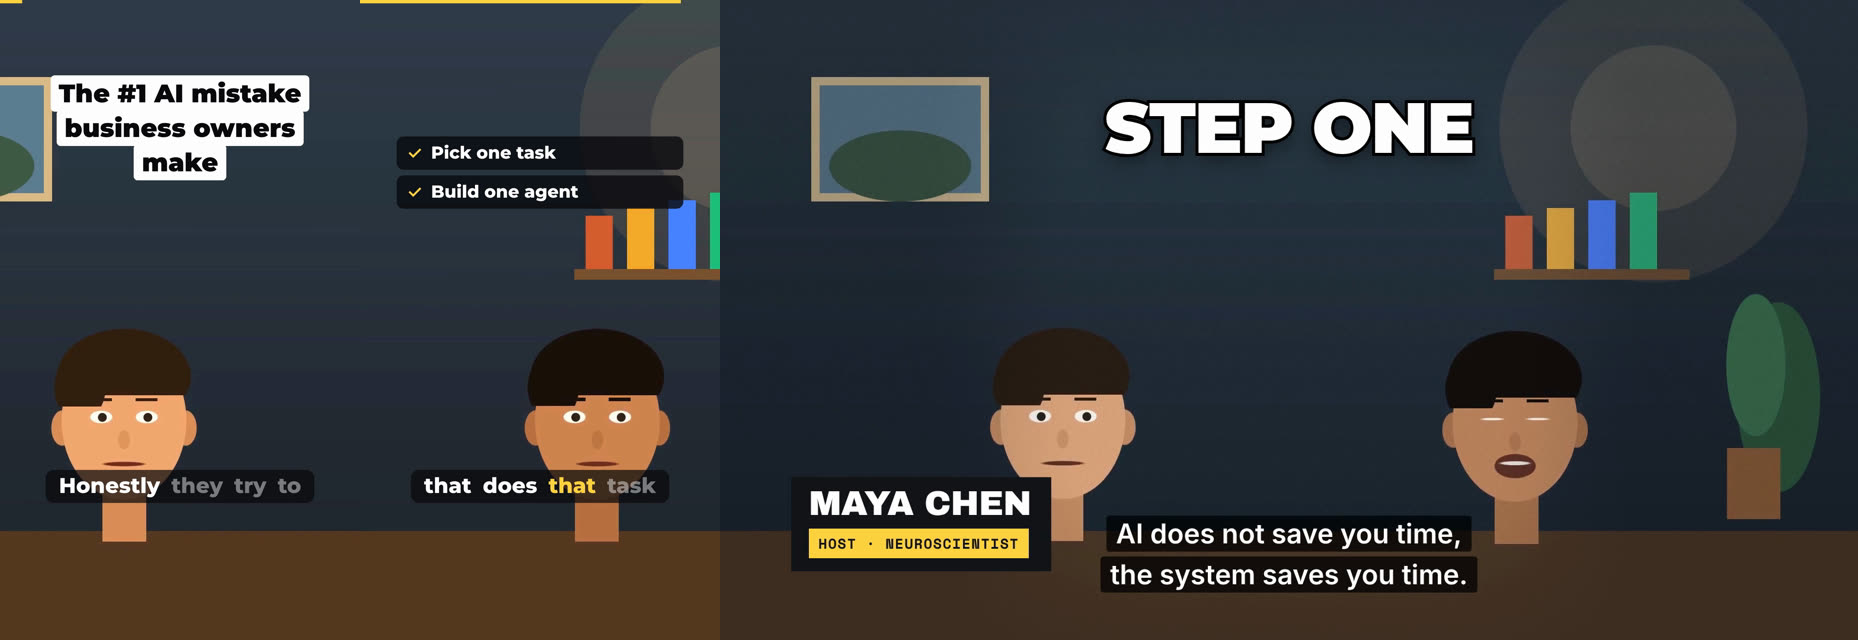 The #1 AI mistake
business owners
make
Honestly they try to
Pick one task
Build one agent
that does that task
STEP ONE
MAYA CHEN
HOST · NEUROSCIENTIST
AI does not save you time,
the system saves you time.